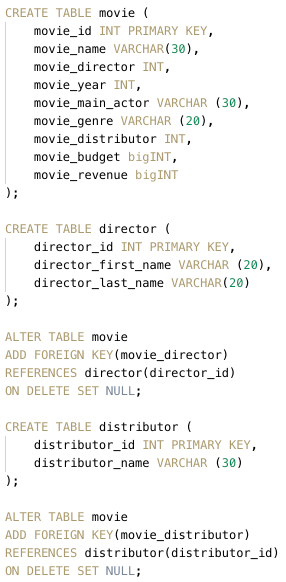 CREATE TABLE movie (
    movie_id INT PRIMARY KEY,
    movie_name VARCHAR(30),
    movie_director INT,
    movie_year INT,
    movie_main_actor VARCHAR (30),
    movie_genre VARCHAR (20),
    movie_distributor INT,
    movie_budget bigINT,
    movie_revenue bigINT
);

CREATE TABLE director (
    director_id INT PRIMARY KEY,
    director_first_name VARCHAR (20),
    director_last_name VARCHAR(20)
);

ALTER TABLE movie
ADD FOREIGN KEY(movie_director)
REFERENCES director(director_id)
ON DELETE SET NULL;

CREATE TABLE distributor (
    distributor_id INT PRIMARY KEY,
    distributor_name VARCHAR (30)
);

ALTER TABLE movie
ADD FOREIGN KEY(movie_distributor)
REFERENCES distributor(distributor_id)
ON DELETE SET NULL;